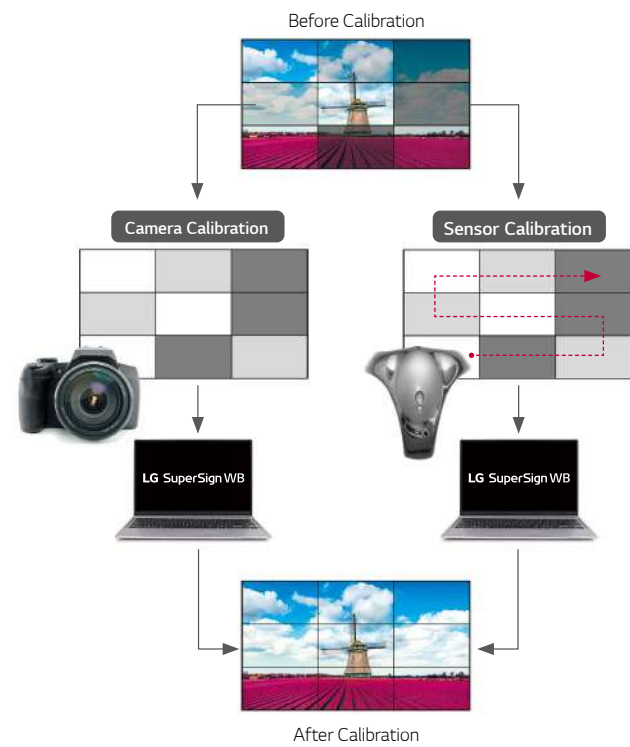 Before Calibration
Camera Calibration
Sensor Calibration
LG SuperSign WB
LG SuperSign WB
After Calibration